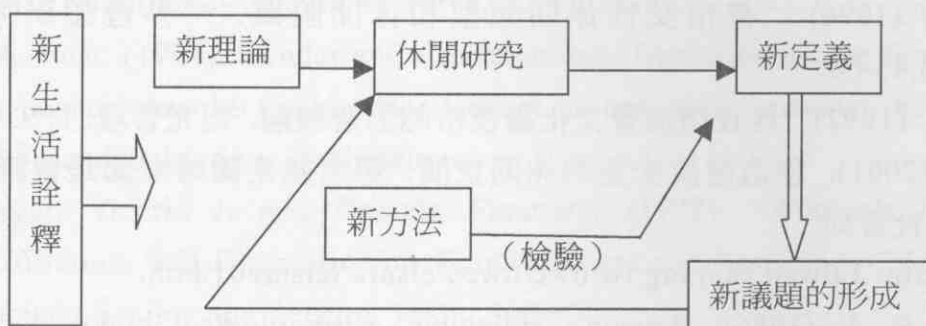 新生活詮釋
新理論
休閒研究
新定義
新方法
（檢驗）
新議題的形成